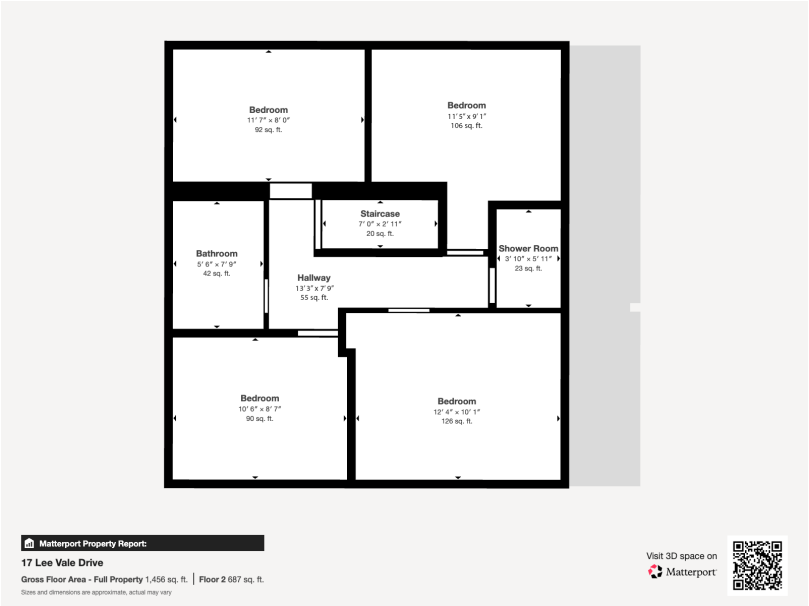 Bedroom
11' 7" × 8' 0"
92 sq. ft.
Bedroom
11' 5" x 9' 1"
106 sq. ft.
Staircase
7' 0" × 2' 11"
20 sq. ft.
Bathroom
5' 6" × 7' 9"
42 sq. ft.
Shower Room
3' 10" × 5' 11"
23 sq. ft.
Hallway
13' 3" x 7' 9"
55 sq. ft.
Bedroom
10' 6" × 8' 7"
90 sq. ft.
Bedroom
12' 4" × 10' 1"
126 sq. ft.
Matterport Property Report:
17 Lee Vale Drive
Gross Floor Area - Full Property 1,456 sq. ft. | Floor 2 687 sq. ft.
Sizes and dimensions are approximate, actual may vary
Visit 3D space on
Matterport